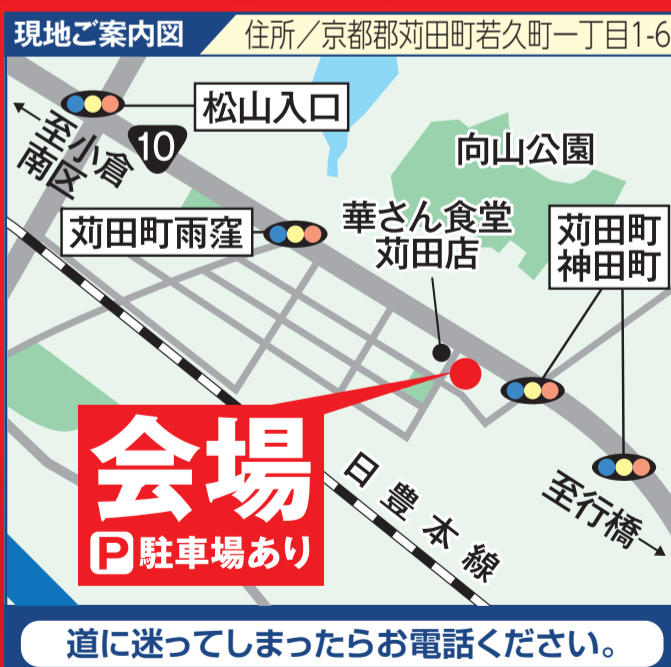 現地ご案内図
住所／京都郡苅田町若久町一丁目1-6
松山入口
←至小倉
南区
10
向山公園
苅田町雨窪
華さん食堂
苅田店
苅田町
神田町
会場
P駐車場あり
日豊本線
至行橋→
道に迷ってしまったらお電話ください。